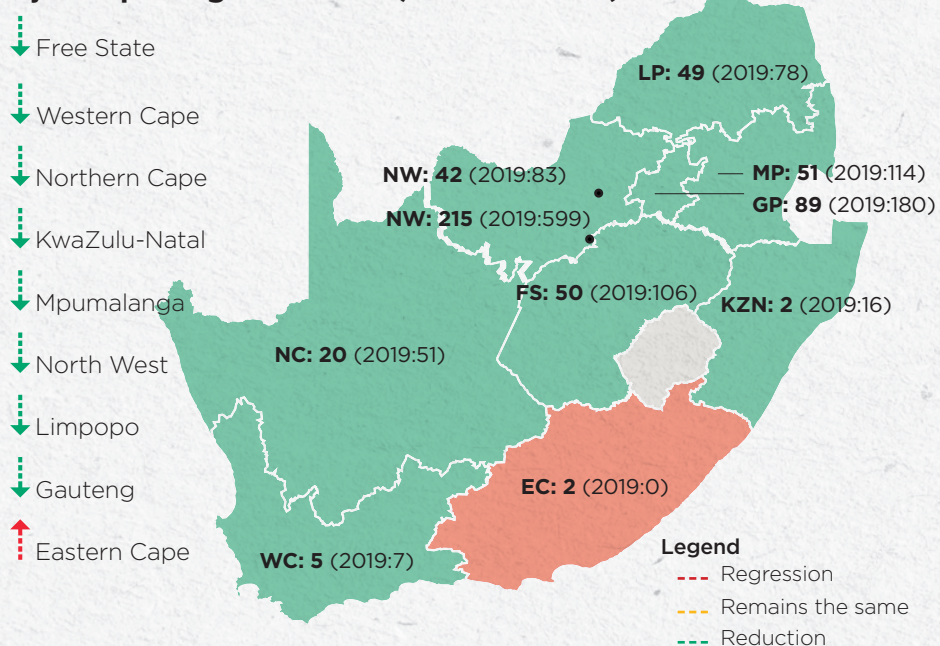 Free State
Western Cape
Northern Cape
KwaZulu-Natal
Mpumalanga
North West
Limpopo
Gauteng
Eastern Cape
LP: 49 (2019:78)
NW: 42 (2019:83)
MP: 51 (2019:114)
GP: 89 (2019:180)
NW: 215 (2019:599)
FS: 50 (2019:106)
KZN: 2 (2019:16)
NC: 20 (2019:51)
EC: 2 (2019:0)
WC: 5 (2019:7)
Legend
Regression
Remains the same
Reduction